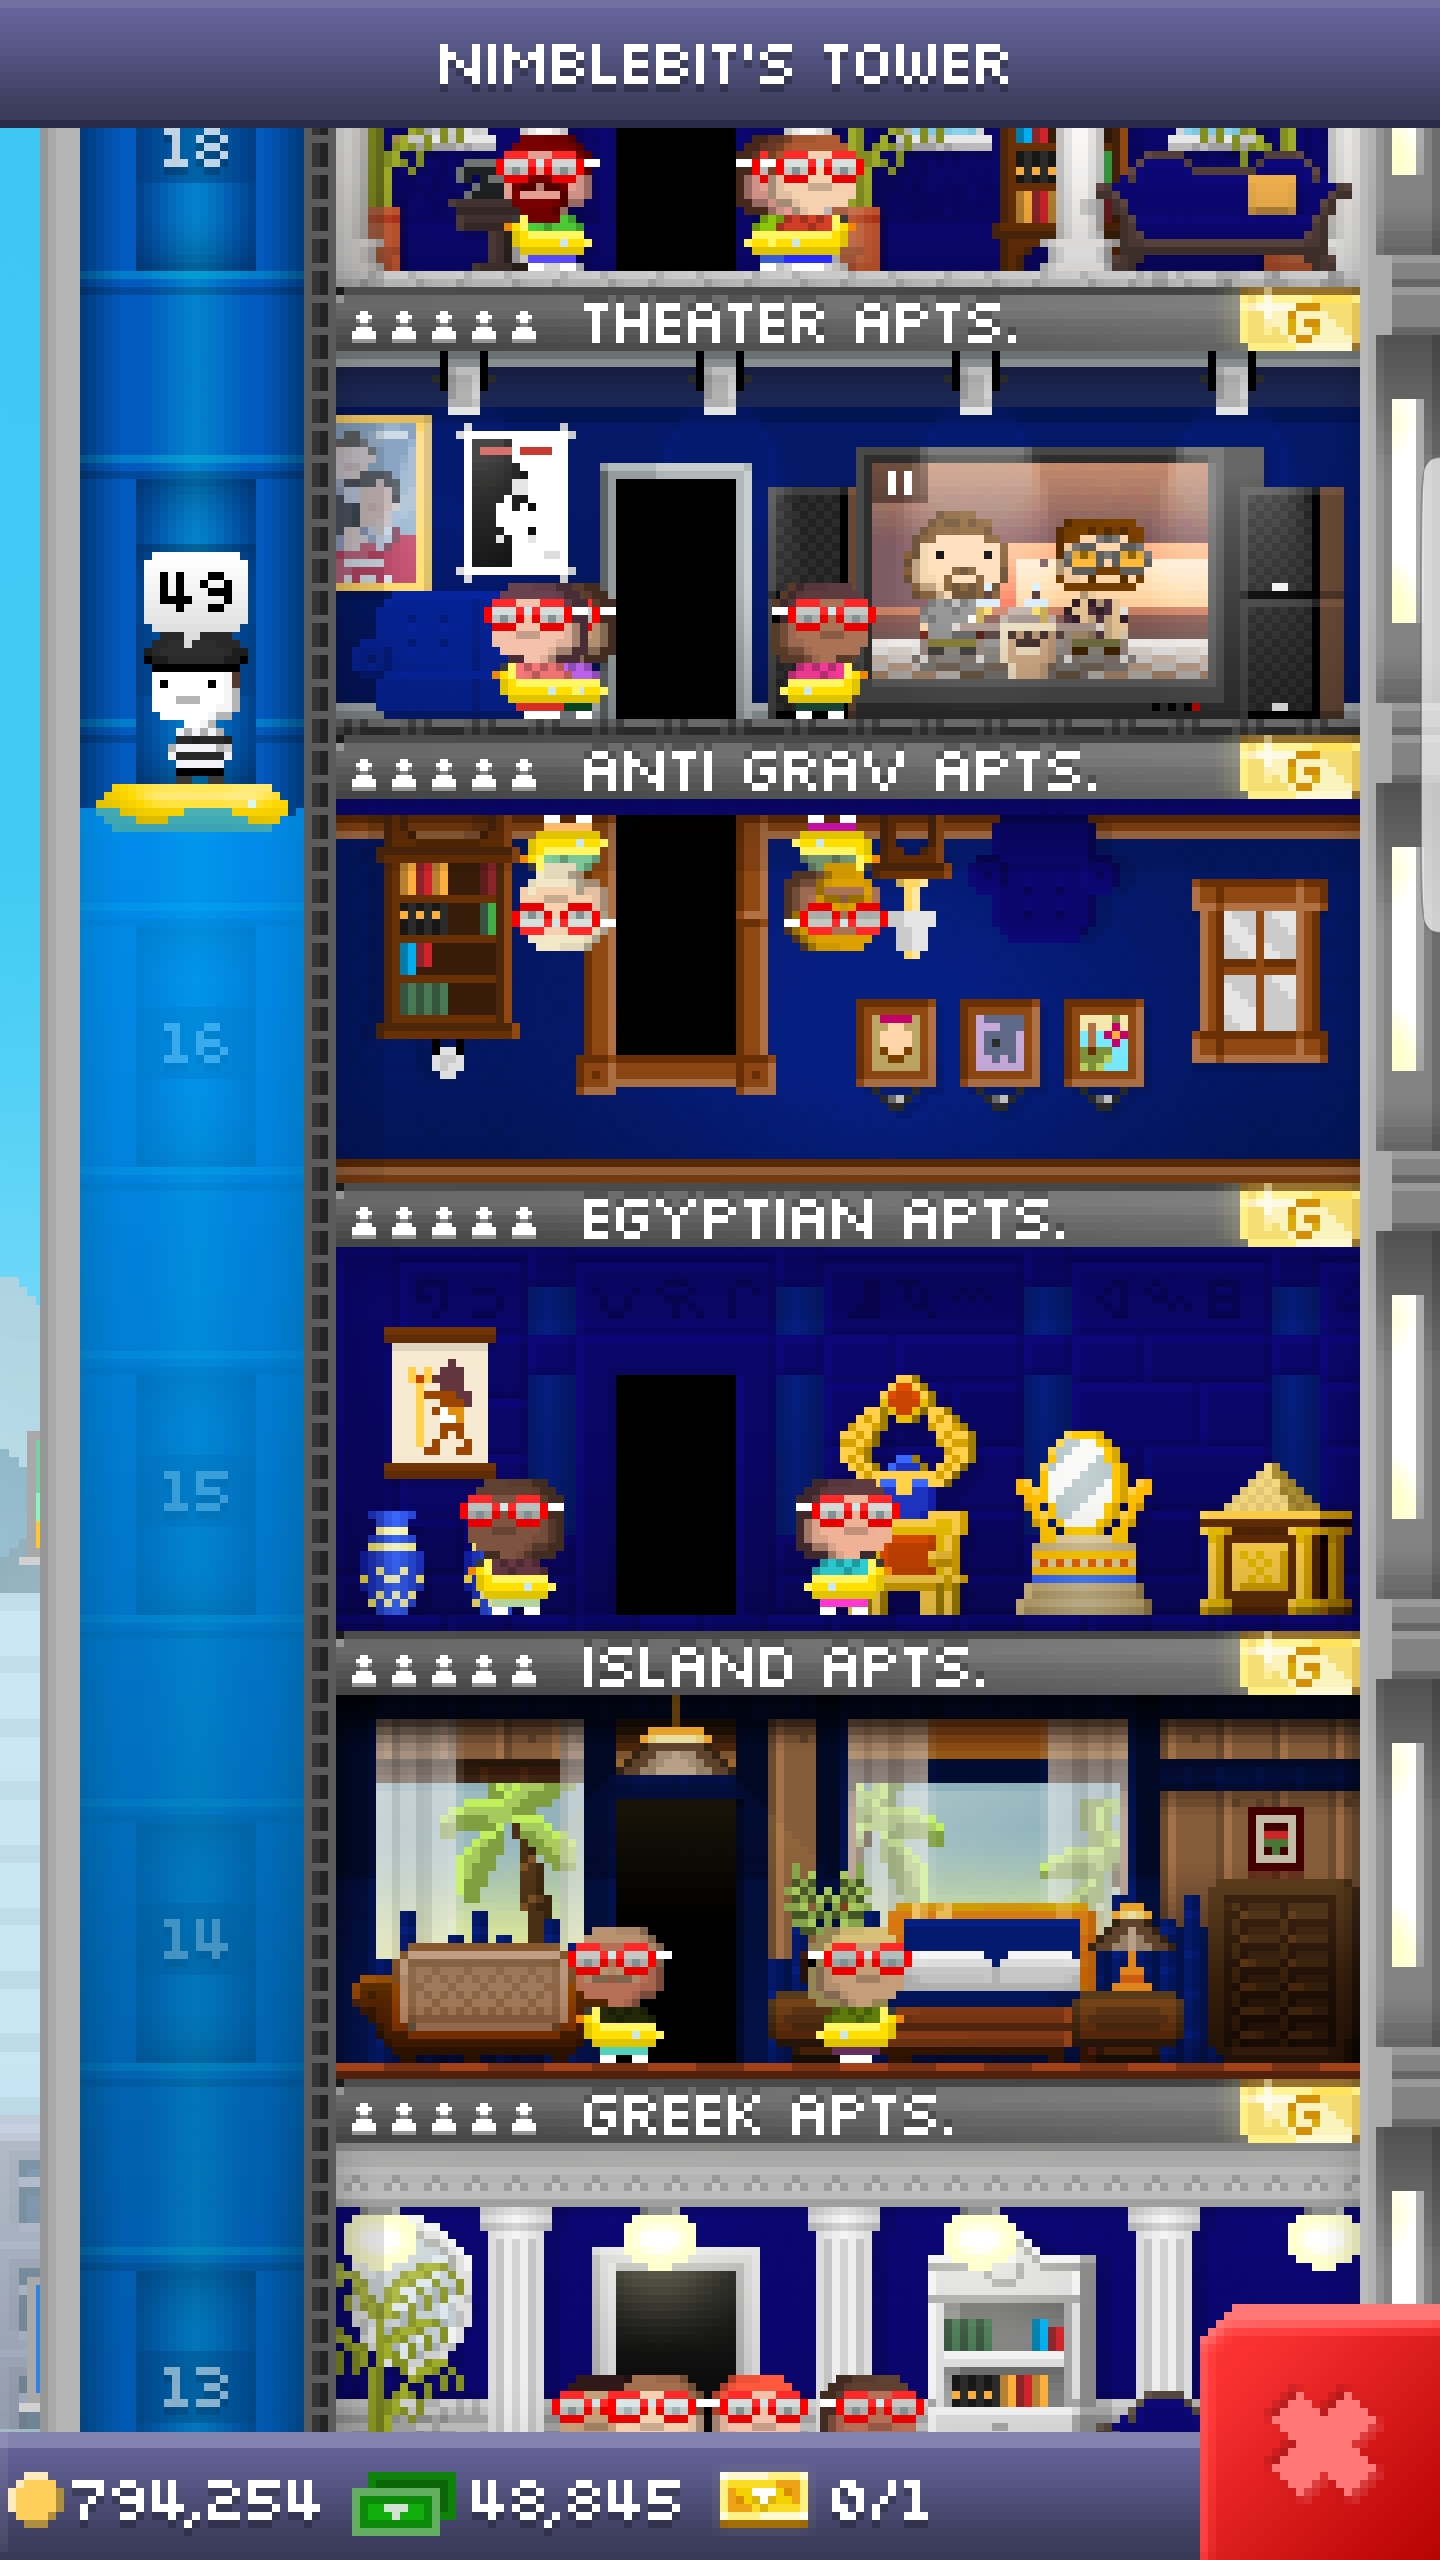 NIMBLEBIT'S TOWER
18
THEATER APTS. G
49
ANTI GRAV APTS. G
16
EGYPTIAN APTS. G
15
ISLAND APTS. G
14
GREEK APTS. G
13
794,254 48,845 0/1